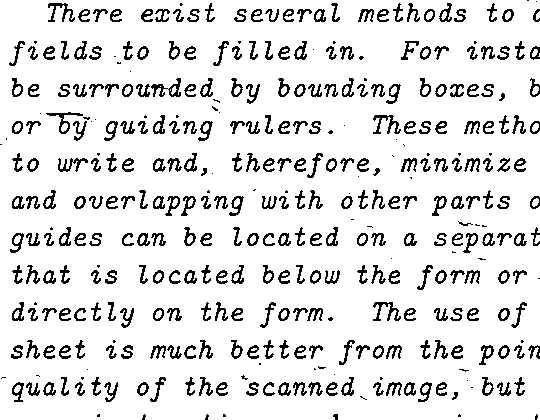 There exist several methods to
fields to be filled in. For insta
be surrounded by bounding boxes, b
or by guiding rulers. These metho
to write and, therefore, minimize
and overlapping with other parts o
guides can be located on a separat
that is located below the form or
directly on the form. The use of
sheet is much better from the poin
quality of the scanned image, but